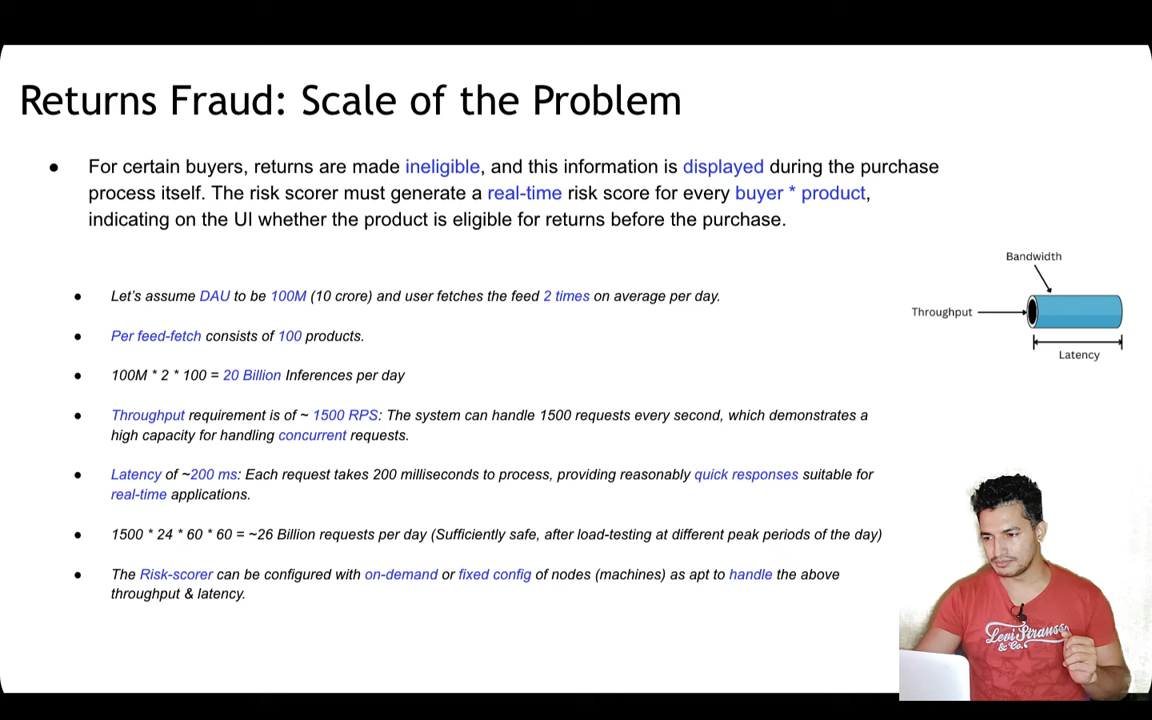 Returns Fraud: Scale of the Problem
● For certain buyers, returns are made ineligible, and this information is displayed during the purchase
process itself. The risk scorer must generate a real-time risk score for every buyer * product,
indicating on the UI whether the product is eligible for returns before the purchase.
● Let's assume DAU to be 100M (10 crore) and user fetches the feed 2 times on average per day.
● Per feed-fetch consists of 100 products.
● 100M * 2 * 100 = 20 Billion Inferences per day
● Throughput requirement is of ~ 1500 RPS: The system can handle 1500 requests every second, which demonstrates a
high capacity for handling concurrent requests.
● Latency of ~200 ms: Each request takes 200 milliseconds to process, providing reasonably quick responses suitable for
real-time applications.
● 1500 * 24 * 60 * 60 = ~26 Billion requests per day (Sufficiently safe, after load-testing at different peak periods of the day)
● The Risk-scorer can be configured with on-demand or fixed config of nodes (machines) as apt to handle the above
throughput & latency.
Bandwidth
Throughput
Latency
Levi Strauss
& Co.